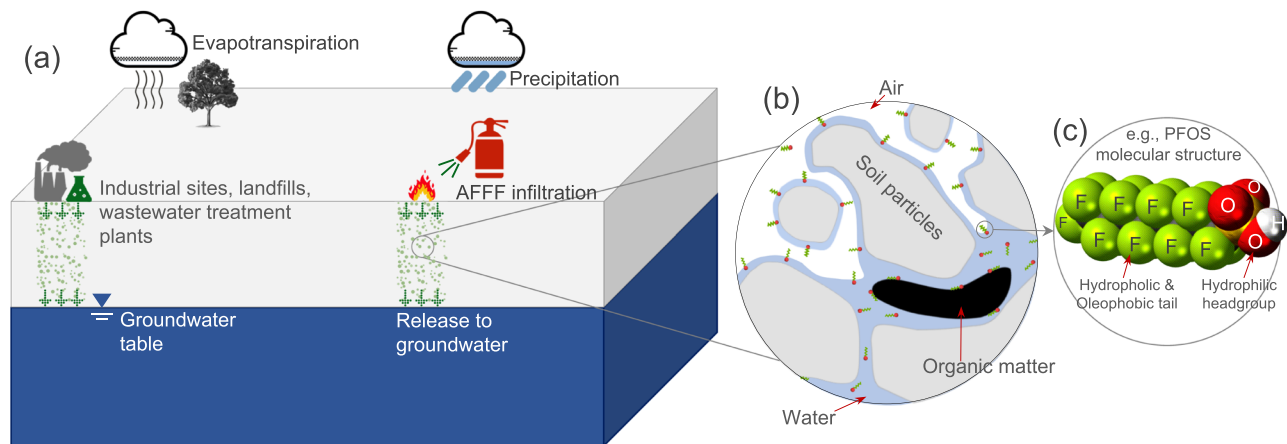 (a)
Evapotranspiration
Precipitation
Industrial sites, landfills,
wastewater treatment
plants
AFFF infiltration
Groundwater
table
Release to
groundwater
(b)
Air
Soil particles
Organic matter
Water
(c)
e.g., PFOS
molecular structure
F F F F O O
F F F F F O H
Hydropholic &
Oleophobic tail
Hydrophilic
headgroup